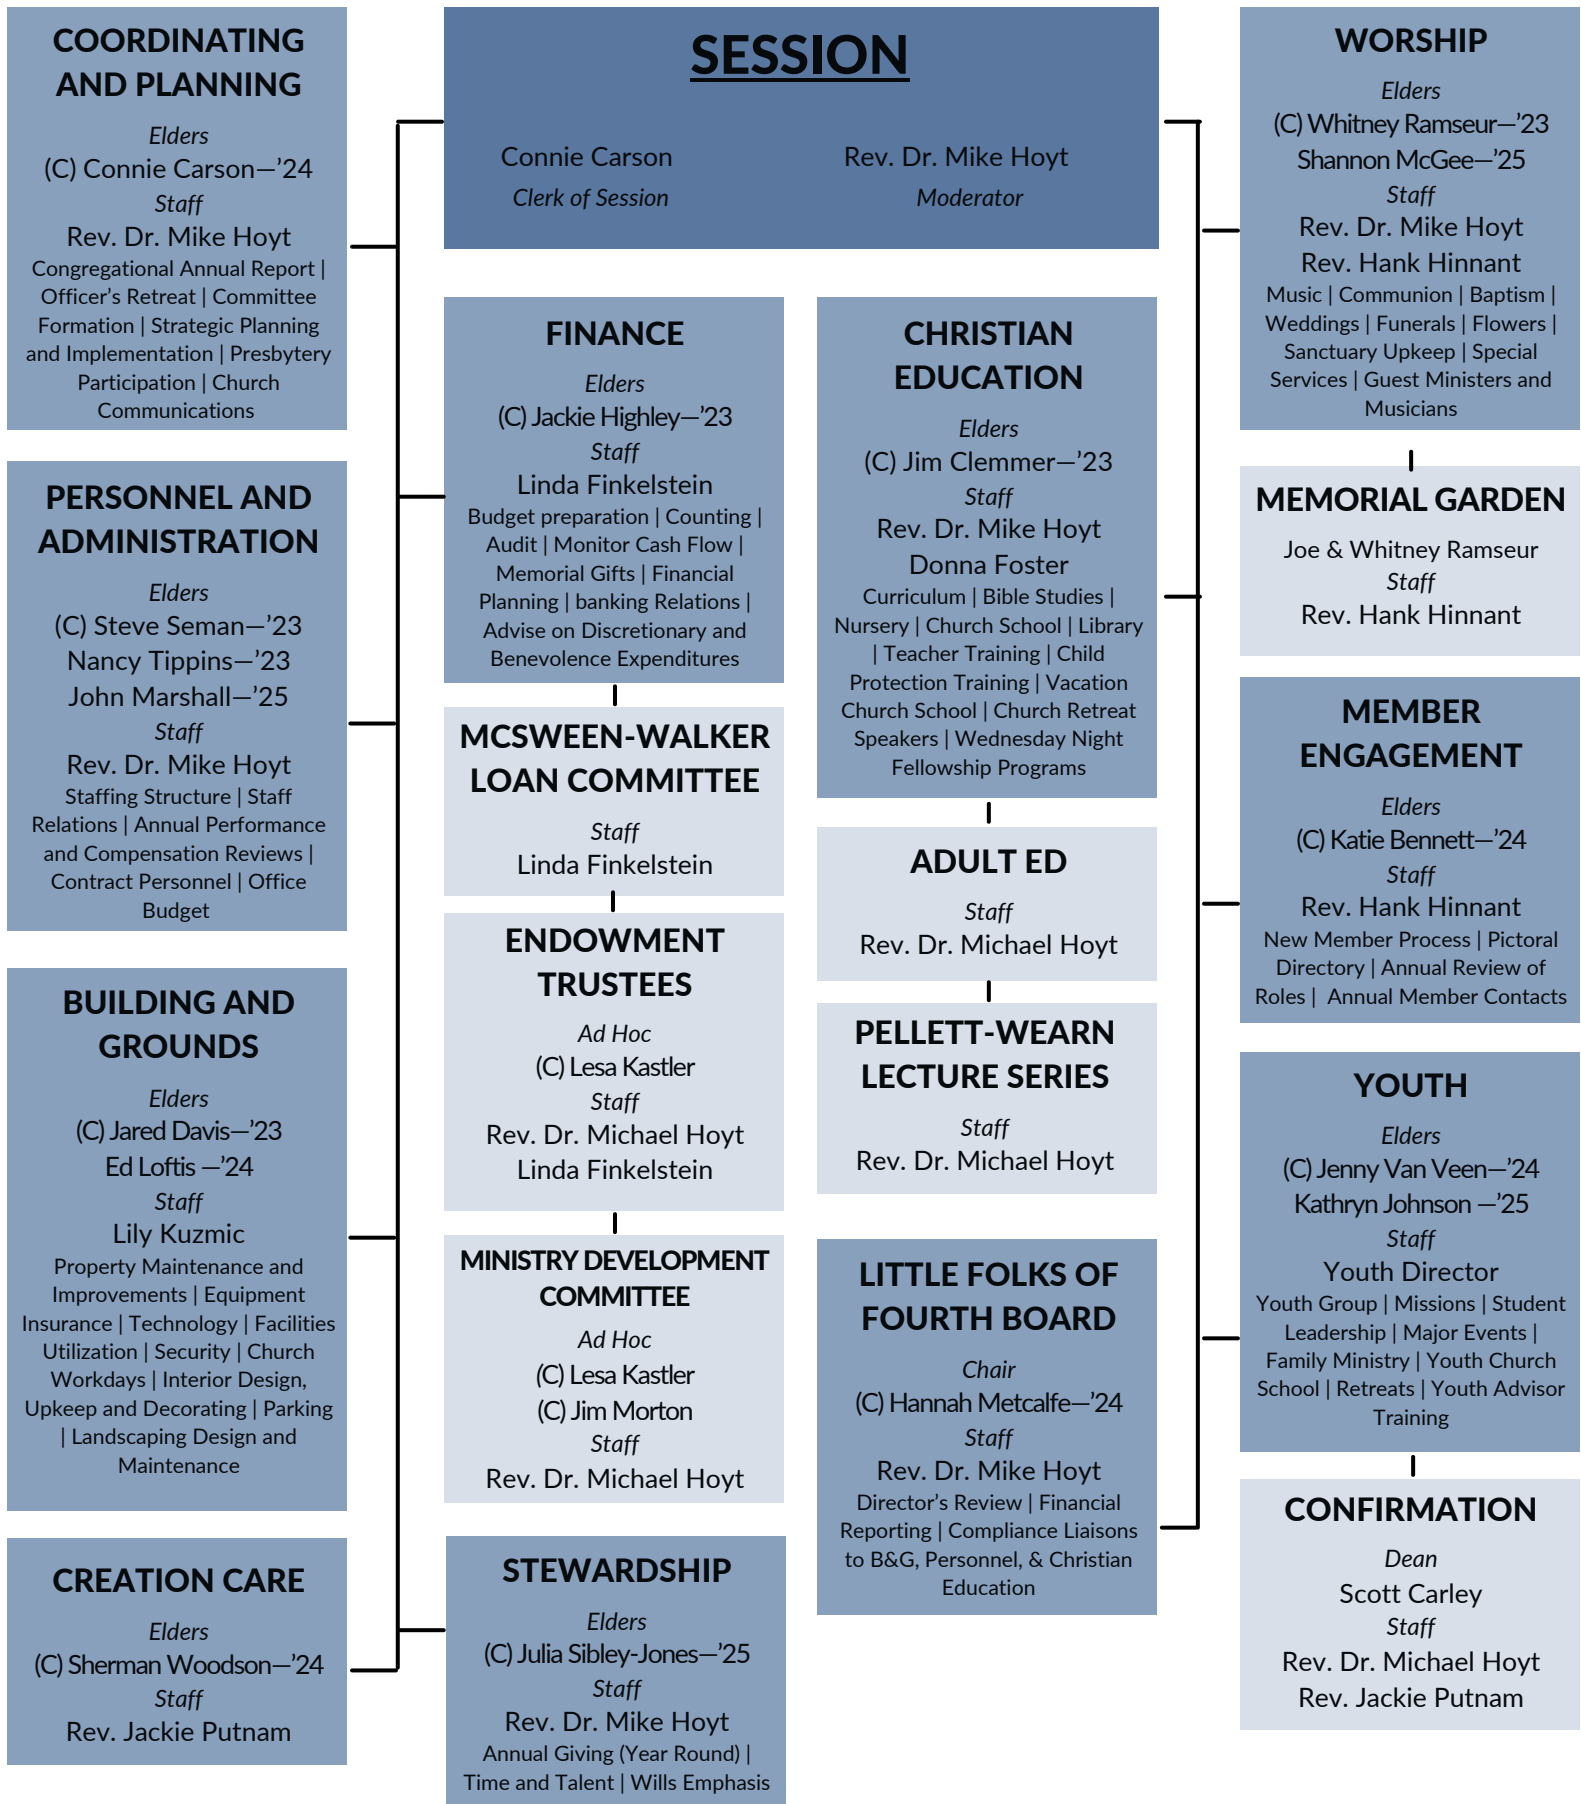 COORDINATING
AND PLANNING
Elders
(C) Connie Carson—’24
Staff
Rev. Dr. Mike Hoyt
Congregational Annual Report |
Officer’s Retreat | Committee
Formation | Strategic Planning
and Implementation | Presbytery
Participation | Church
Communications
PERSONNEL AND
ADMINISTRATION
Elders
(C) Steve Seman—’23
Nancy Tippins—’23
John Marshall—’25
Staff
Rev. Dr. Mike Hoyt
Staffing Structure | Staff
Relations | Annual Performance
and Compensation Reviews |
Contract Personnel | Office
Budget
BUILDING AND
GROUNDS
Elders
(C) Jared Davis—’23
Ed Loftis —’24
Staff
Lily Kuzmic
Property Maintenance and
Improvements | Equipment
Insurance | Technology | Facilities
Utilization | Security | Church
Workdays | Interior Design,
Upkeep and Decorating | Parking
| Landscaping Design and
Maintenance
CREATION CARE
Elders
(C) Sherman Woodson—’24
Staff
Rev. Jackie Putnam
SESSION
Connie Carson
Clerk of Session
Rev. Dr. Mike Hoyt
Moderator
FINANCE
Elders
(C) Jackie Highley—’23
Staff
Linda Finkelstein
Budget preparation | Counting |
Audit | Monitor Cash Flow |
Memorial Gifts | Financial
Planning | banking Relations |
Advise on Discretionary and
Benevolence Expenditures
MCSWEEN-WALKER
LOAN COMMITTEE
Staff
Linda Finkelstein
ENDOWMENT
TRUSTEES
Ad Hoc
(C) Lesa Kastler
Staff
Rev. Dr. Michael Hoyt
Linda Finkelstein
MINISTRY DEVELOPMENT
COMMITTEE
Ad Hoc
(C) Lesa Kastler
(C) Jim Morton
Staff
Rev. Dr. Michael Hoyt
STEWARDSHIP
Elders
(C) Julia Sibley-Jones—’25
Staff
Rev. Dr. Mike Hoyt
Annual Giving (Year Round) |
Time and Talent | Wills Emphasis
CHRISTIAN
EDUCATION
Elders
(C) Jim Clemmer—’23
Staff
Rev. Dr. Mike Hoyt
Donna Foster
Curriculum | Bible Studies |
Nursery | Church School | Library
| Teacher Training | Child
Protection Training | Vacation
Church School | Church Retreat
Speakers | Wednesday Night
Fellowship Programs
ADULT ED
Staff
Rev. Dr. Michael Hoyt
PELLETT-WEARN
LECTURE SERIES
Staff
Rev. Dr. Michael Hoyt
LITTLE FOLKS OF
FOURTH BOARD
Chair
(C) Hannah Metcalfe—’24
Staff
Rev. Dr. Mike Hoyt
Director’s Review | Financial
Reporting | Compliance Liaisons
to B&G, Personnel, & Christian
Education
WORSHIP
Elders
(C) Whitney Ramseur—’23
Shannon McGee—’25
Staff
Rev. Dr. Mike Hoyt
Rev. Hank Hinnant
Music | Communion | Baptism |
Weddings | Funerals | Flowers |
Sanctuary Upkeep | Special
Services | Guest Ministers and
Musicians
MEMORIAL GARDEN
Joe & Whitney Ramseur
Staff
Rev. Hank Hinnant
MEMBER
ENGAGEMENT
Elders
(C) Katie Bennett—’24
Staff
Rev. Hank Hinnant
New Member Process | Pictoral
Directory | Annual Review of
Roles | Annual Member Contacts
YOUTH
Elders
(C) Jenny Van Veen—’24
Kathryn Johnson —’25
Staff
Youth Director
Youth Group | Missions | Student
Leadership | Major Events |
Family Ministry | Youth Church
School | Retreats | Youth Advisor
Training
CONFIRMATION
Dean
Scott Carley
Staff
Rev. Dr. Michael Hoyt
Rev. Jackie Putnam